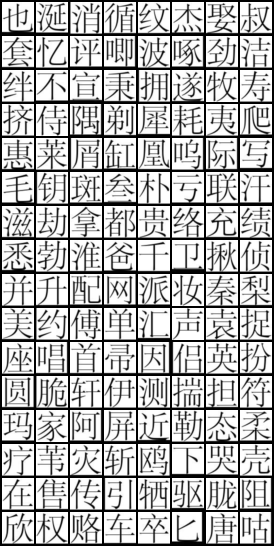 也涎消循纹杰娶叔
套忆评唧波啄劲洁
绊不宣秉拥遂牧寿
挤侍隅剃犀耗夷爬
惠莱屑缸凰呜际写
毛钥斑叁朴亏联汗
滋劫拿都贵络充绩
悉勃淮爸千卫揪侦
并升配网派妆秦梨
美约傅单汇声袁捉
座唱首帚因侣英扮
圆脆轩伊测揣担符
玛家阿屏近勒态柔
疗苇灾斩鸥下哭壳
在售传引牺驱胧阻
欣权赂车卒匕唐咕